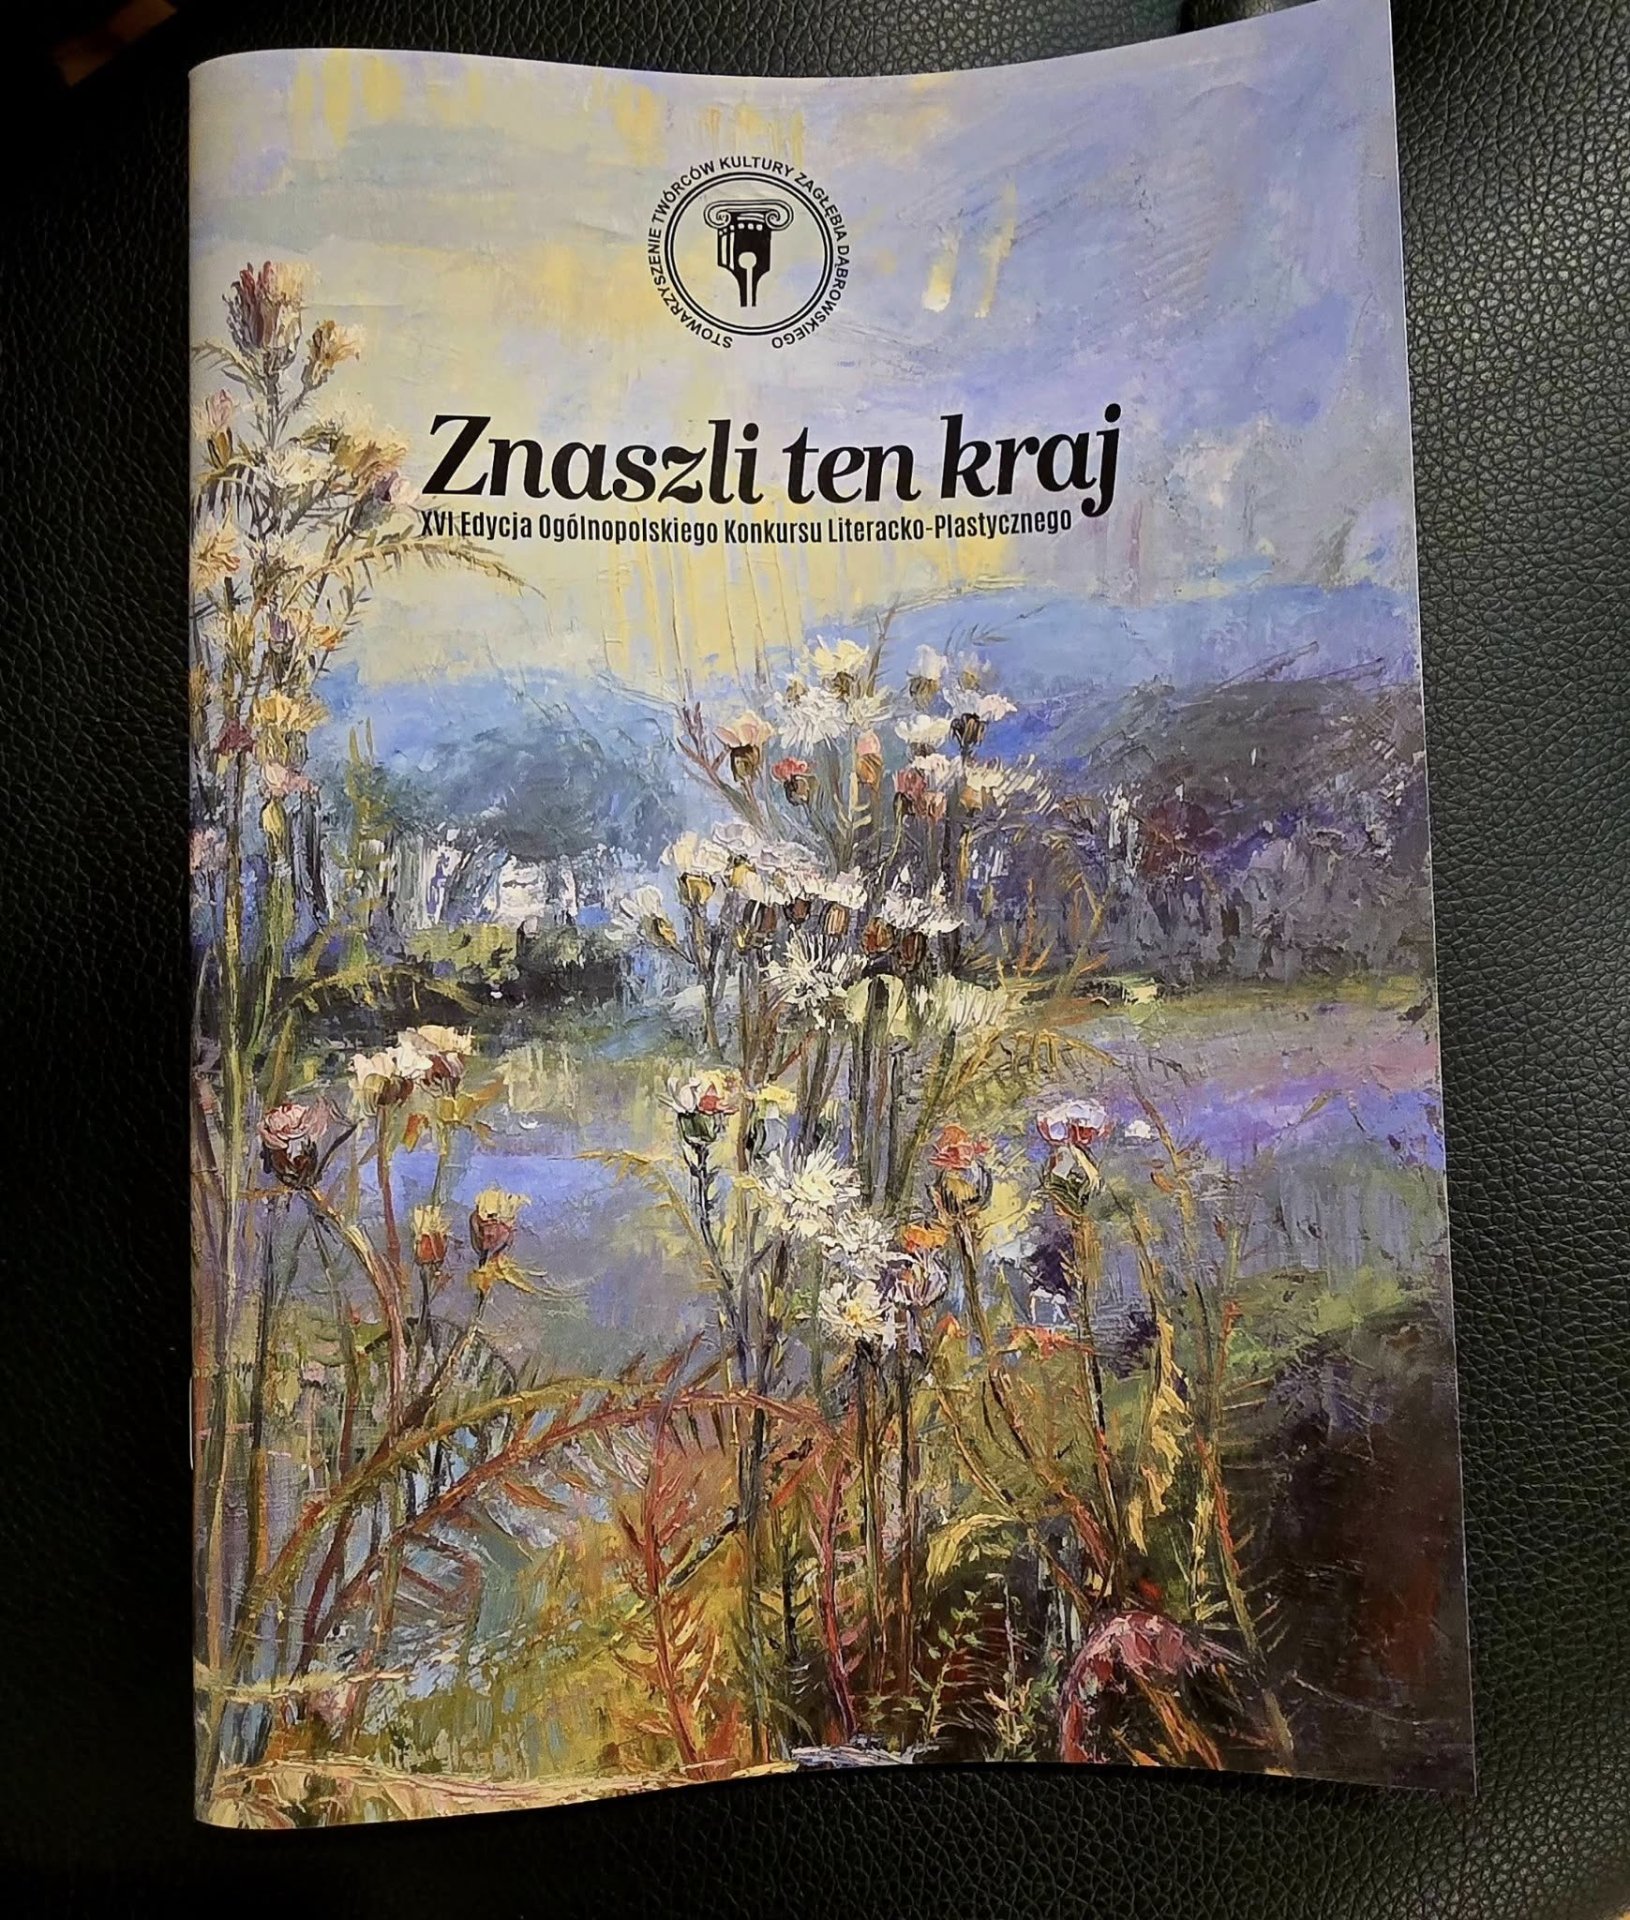 STOWARZYSZENIE TWÓRCÓW KULTURY ZAGŁĘBIA DĄBROWSKIEGO
Znaszli ten kraj
XVI Edycja Ogólnopolskiego Konkursu Literacko-Plastycznego